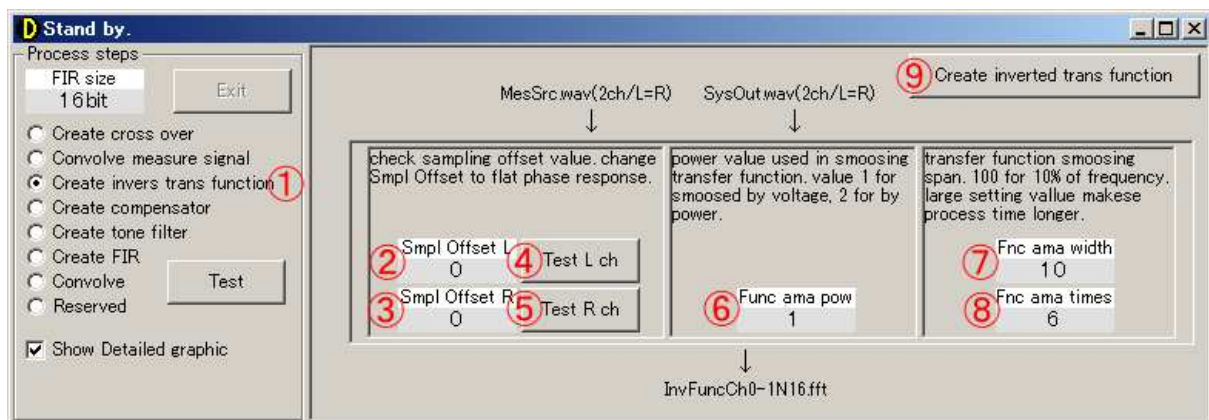 D Stand by.
Process steps
FIR size
16bit
Exit
Create cross over
Convolve measure signal
Create invers trans function
①
Create compensator
Create tone filter
Create FIR
Convolve
Reserved
Test
Show Detailed graphic
MesSrc.wav(2ch/L=R)
SysOut.wav(2ch/L=R)
⑨
Create inverted trans function
↓
↓
check sampling offset value. change
Smpl Offset to flat phase response.
②
Smpl Offset L
0
④
Test L ch
③
Smpl Offset R
0
⑤
Test R ch
power value used in smoosing
transfer function. value 1 for
smoosed by voltage, 2 for by
power.
⑥
Func ama pow
1
transfer function smoosing
span. 100 for 10% of frequency.
large setting vallue makese
process time longer.
⑦
Fnc ama width
10
⑧
Fnc ama times
6
↓
InvFuncCh0-1N16.fft